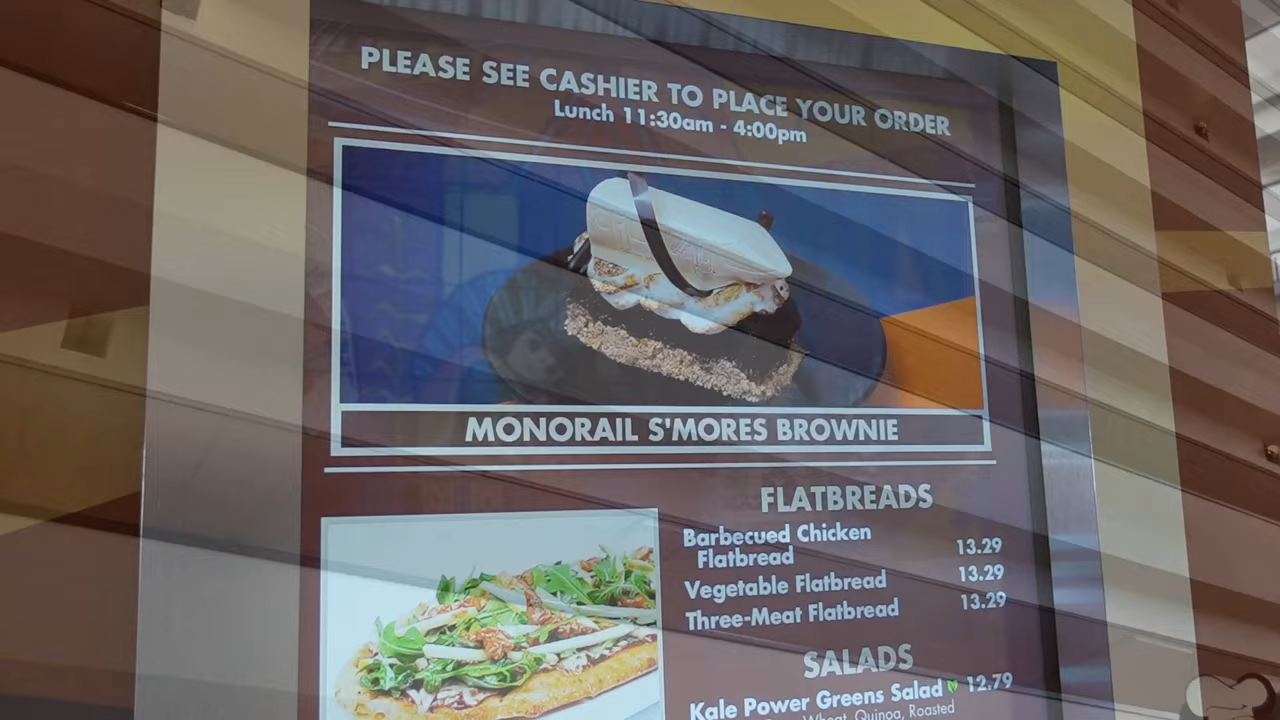 PLEASE SEE CASHIER TO PLACE YOUR ORDER
Lunch 11:30am - 4:00pm
MONORAIL S'MORES BROWNIE
FLATBREADS
Barbecued Chicken
Flatbread 13.29
Vegetable Flatbread 13.29
Three-Meat Flatbread 13.29
SALADS
Kale Power Greens Salad 12.79
Wheat, Quinoa, Roasted